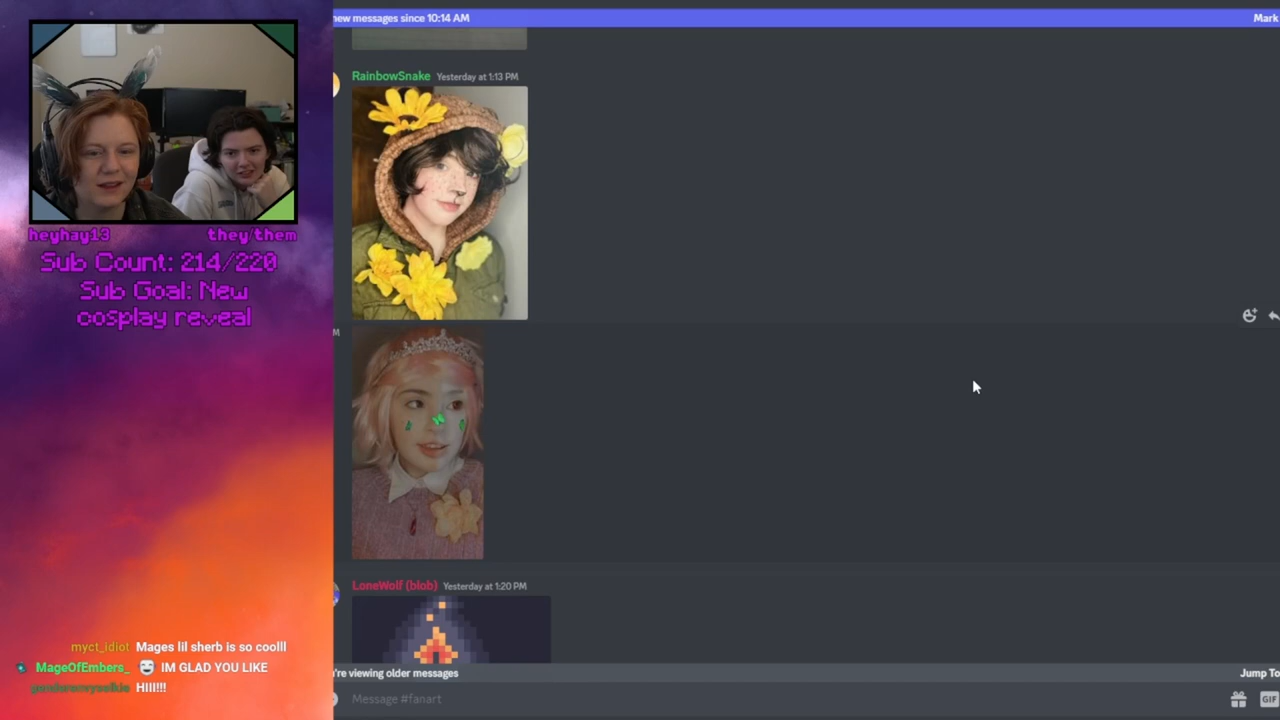 new messages since 10:14 AM
Mark
RainbowSnake Yesterday at 1:13 PM
heyhay13 they/them
Sub Count: 214/220
Sub Goal: New
cosplay reveal
M
LoneWolf (blob) Yesterday at 1:20 PM
myct_idiot Mages lil sherb is so coolll
MageOfEmbers_ IM GLAD YOU LIKE
HIII!!!
're viewing older messages
Jump To
Message #fanart
GIF